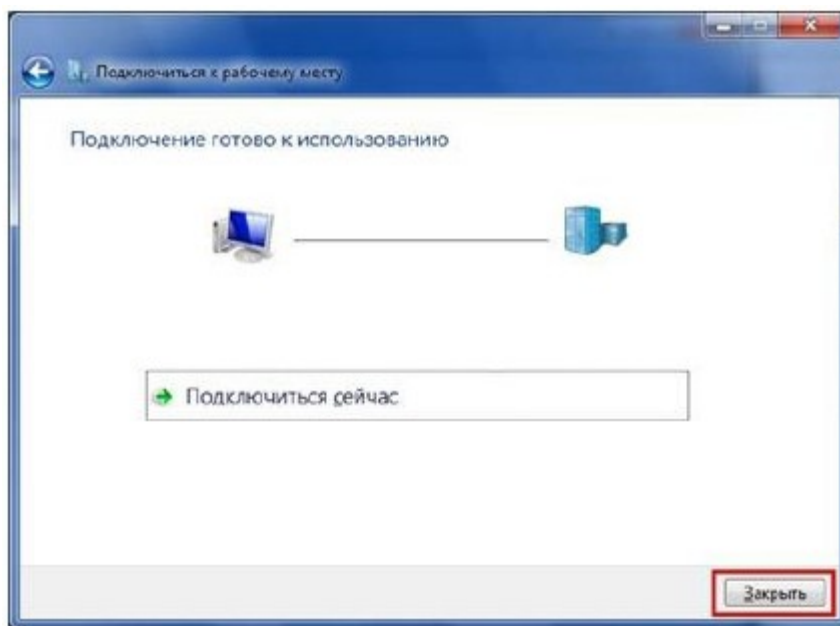 Подключиться к рабочему месту
Подключение готово к использованию
Подключиться сейчас
Закрыть